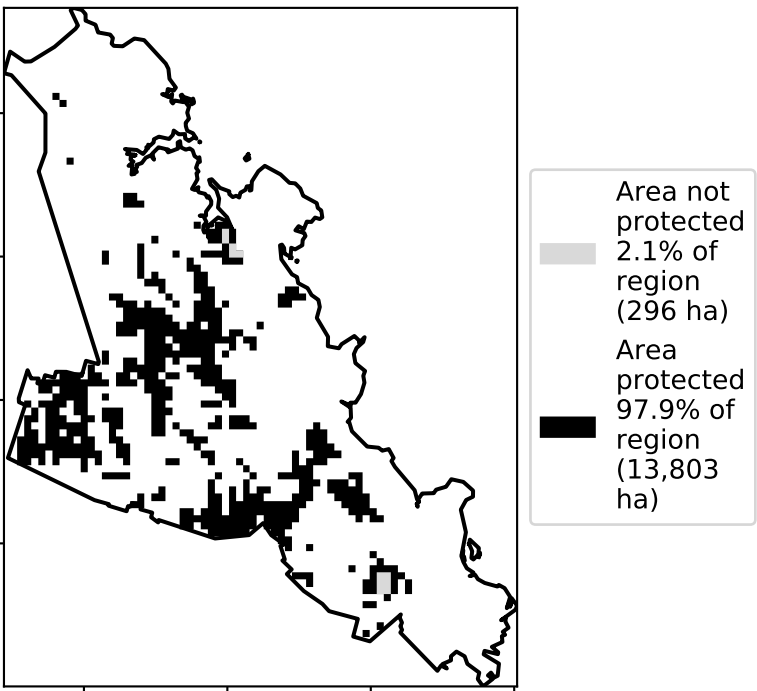 Area not
protected
2.1% of
region
(296 ha)
Area
protected
97.9% of
region
(13,803
ha)